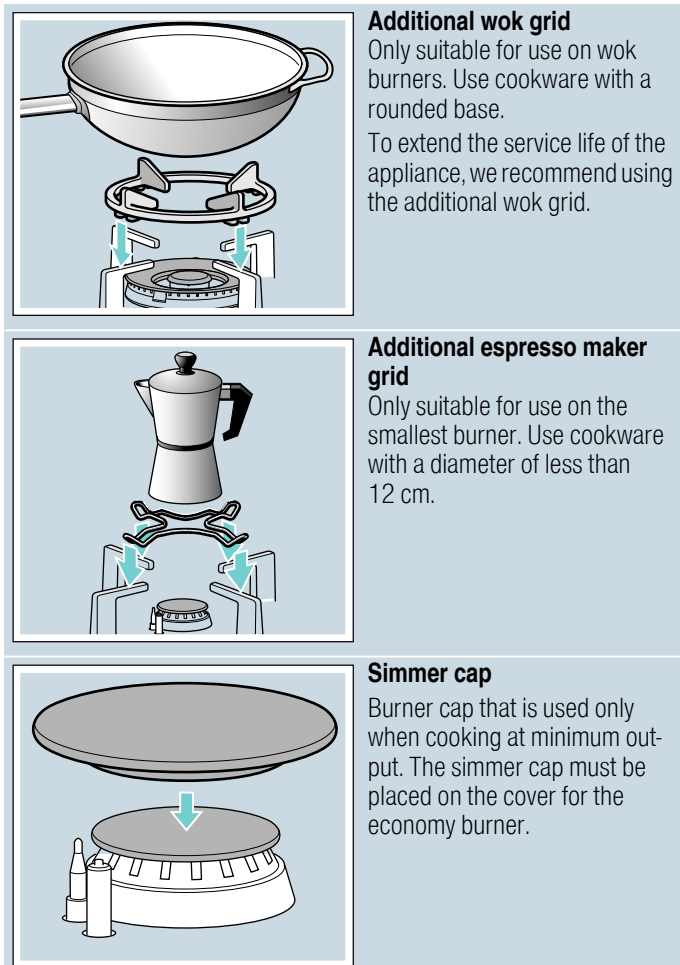 Additional wok grid
Only suitable for use on wok
burners. Use cookware with a
rounded base.
To extend the service life of the
appliance, we recommend using
the additional wok grid.
Additional espresso maker
grid
Only suitable for use on the
smallest burner. Use cookware
with a diameter of less than
12 cm.
Simmer cap
Burner cap that is used only
when cooking at minimum out-
put. The simmer cap must be
placed on the cover for the
economy burner.